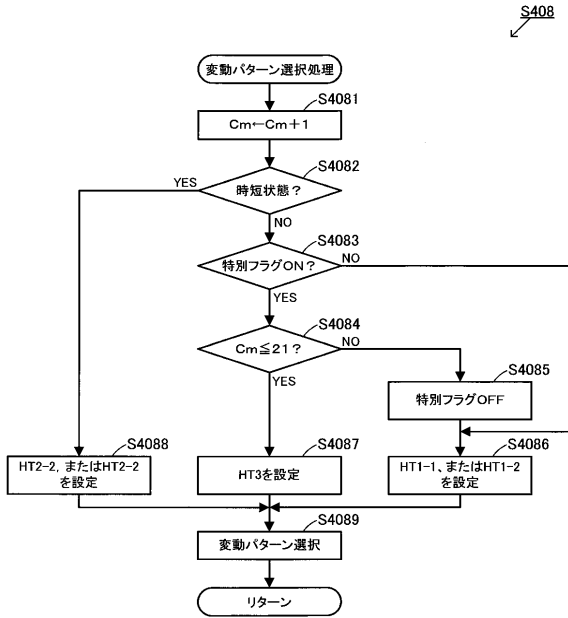 S408
変動パターン選択処理
S4081
Cm←Cm+1
S4082
時短状態?
YES
NO
S4083
特別フラグON?
NO
YES
S4084
Cm≦21?
NO
YES
S4085
特別フラグOFF
S4088
HT2-2, またはHT2-2
を設定
S4087
HT3を設定
S4086
HT1-1、またはHT1-2
を設定
S4089
変動パターン選択
リターン